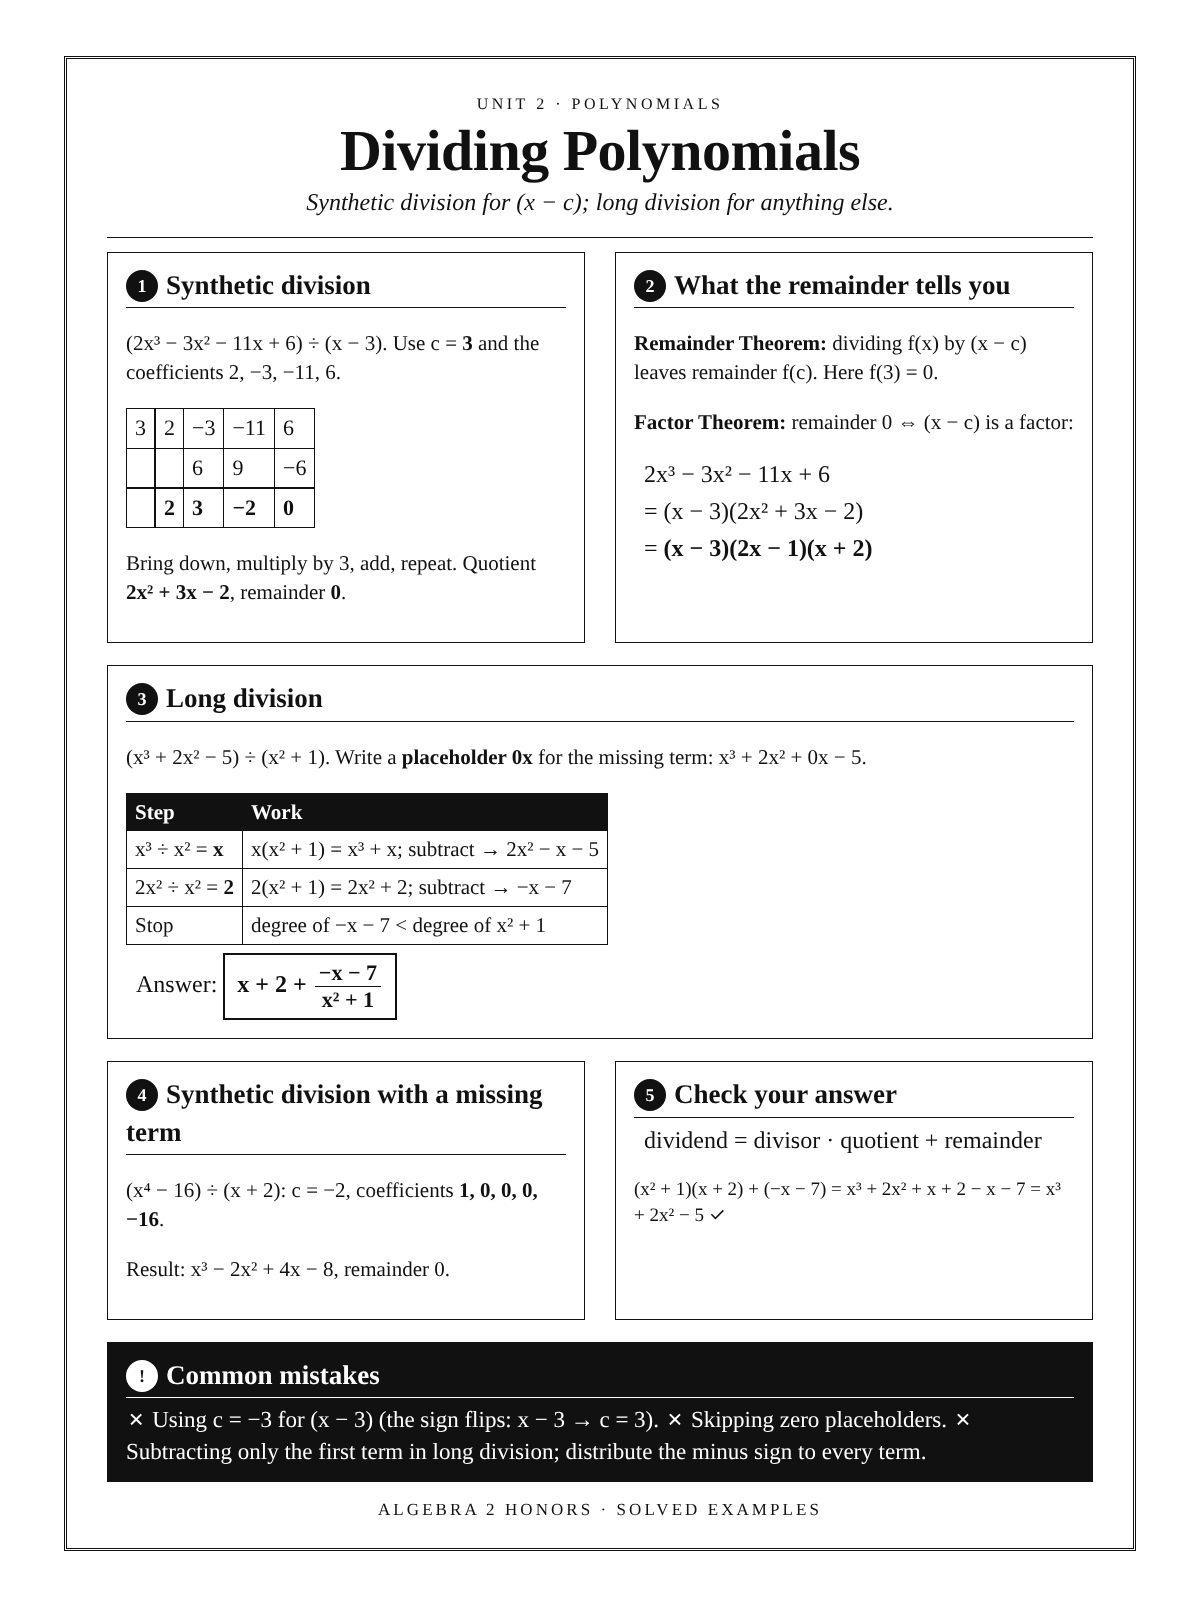 UNIT 2 · POLYNOMIALS
Dividing Polynomials
Synthetic division for (x − c); long division for anything else.
1 Synthetic division
(2x³ − 3x² − 11x + 6) ÷ (x − 3). Use c = 3 and the
coefficients 2, −3, −11, 6.
3 2 −3 −11 6
6 9 −6
2 3 −2 0
Bring down, multiply by 3, add, repeat. Quotient
2x² + 3x − 2, remainder 0.
2 What the remainder tells you
Remainder Theorem: dividing f(x) by (x − c)
leaves remainder f(c). Here f(3) = 0.
Factor Theorem: remainder 0 ⇔ (x − c) is a factor:
2x³ − 3x² − 11x + 6
= (x − 3)(2x² + 3x − 2)
= (x − 3)(2x − 1)(x + 2)
3 Long division
(x³ + 2x² − 5) ÷ (x² + 1). Write a placeholder 0x for the missing term: x³ + 2x² + 0x − 5.
Step Work
x³ ÷ x² = x x(x² + 1) = x³ + x; subtract → 2x² − x − 5
2x² ÷ x² = 2 2(x² + 1) = 2x² + 2; subtract → −x − 7
Stop degree of −x − 7 < degree of x² + 1
Answer: x + 2 + −x − 7
x² + 1
4 Synthetic division with a missing
term
(x⁴ − 16) ÷ (x + 2): c = −2, coefficients 1, 0, 0, 0,
−16.
Result: x³ − 2x² + 4x − 8, remainder 0.
5 Check your answer
dividend = divisor · quotient + remainder
(x² + 1)(x + 2) + (−x − 7) = x³ + 2x² + x + 2 − x − 7 = x³
+ 2x² − 5 ✓
! Common mistakes
✕ Using c = −3 for (x − 3) (the sign flips: x − 3 → c = 3). ✕ Skipping zero placeholders. ✕
Subtracting only the first term in long division; distribute the minus sign to every term.
ALGEBRA 2 HONORS · SOLVED EXAMPLES